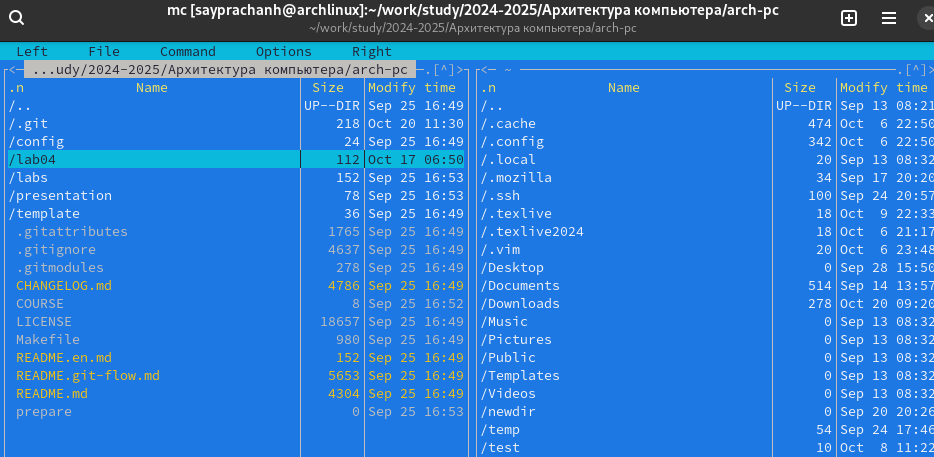 mc [sayprachanh@archlinux]:~/work/study/2024-2025/Архитектура компьютера/arch-pc
~/work/study/2024-2025/Архитектура компьютера/arch-pc
Left File Command Options Right
<— ...udy/2024-2025/Архитектура компьютера/arch-pc —.[^]>
.n Name Size Modify time
/.. UP--DIR Sep 25 16:49
/.git 218 Oct 20 11:30
/config 24 Sep 25 16:49
/lab04 112 Oct 17 06:50
/labs 152 Sep 25 16:53
/presentation 78 Sep 25 16:53
/template 36 Sep 25 16:49
.gitattributes 1765 Sep 25 16:49
.gitignore 4637 Sep 25 16:49
.gitmodules 278 Sep 25 16:49
CHANGELOG.md 4786 Sep 25 16:49
COURSE 8 Sep 25 16:52
LICENSE 18657 Sep 25 16:49
Makefile 980 Sep 25 16:49
README.en.md 152 Sep 25 16:49
README.git-flow.md 5653 Sep 25 16:49
README.md 4304 Sep 25 16:49
prepare 0 Sep 25 16:53
<— ~ —.[^]>
.n Name Size Modify time
/.. UP--DIR Sep 13 08:21
/.cache 474 Oct 6 22:50
/.config 342 Oct 6 22:50
/.local 20 Sep 13 08:32
/.mozilla 34 Sep 17 20:20
/.ssh 100 Sep 24 20:57
/.texlive 18 Oct 9 22:33
/.texlive2024 18 Oct 6 21:17
/.vim 20 Oct 6 23:48
/Desktop 0 Sep 28 15:50
/Documents 514 Sep 14 13:57
/Downloads 278 Oct 20 09:20
/Music 0 Sep 13 08:32
/Pictures 0 Sep 13 08:32
/Public 0 Sep 13 08:32
/Templates 0 Sep 13 08:32
/Videos 0 Sep 13 08:32
/newdir 0 Sep 20 20:26
/temp 54 Sep 24 17:46
/test 10 Oct 8 11:22